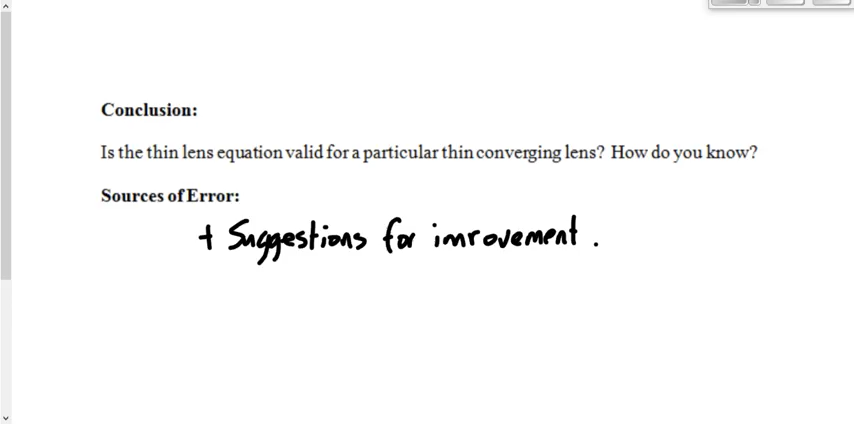 Conclusion:
Is the thin lens equation valid for a particular thin converging lens? How do you know?
Sources of Error:
+ Suggestions for imrovement.